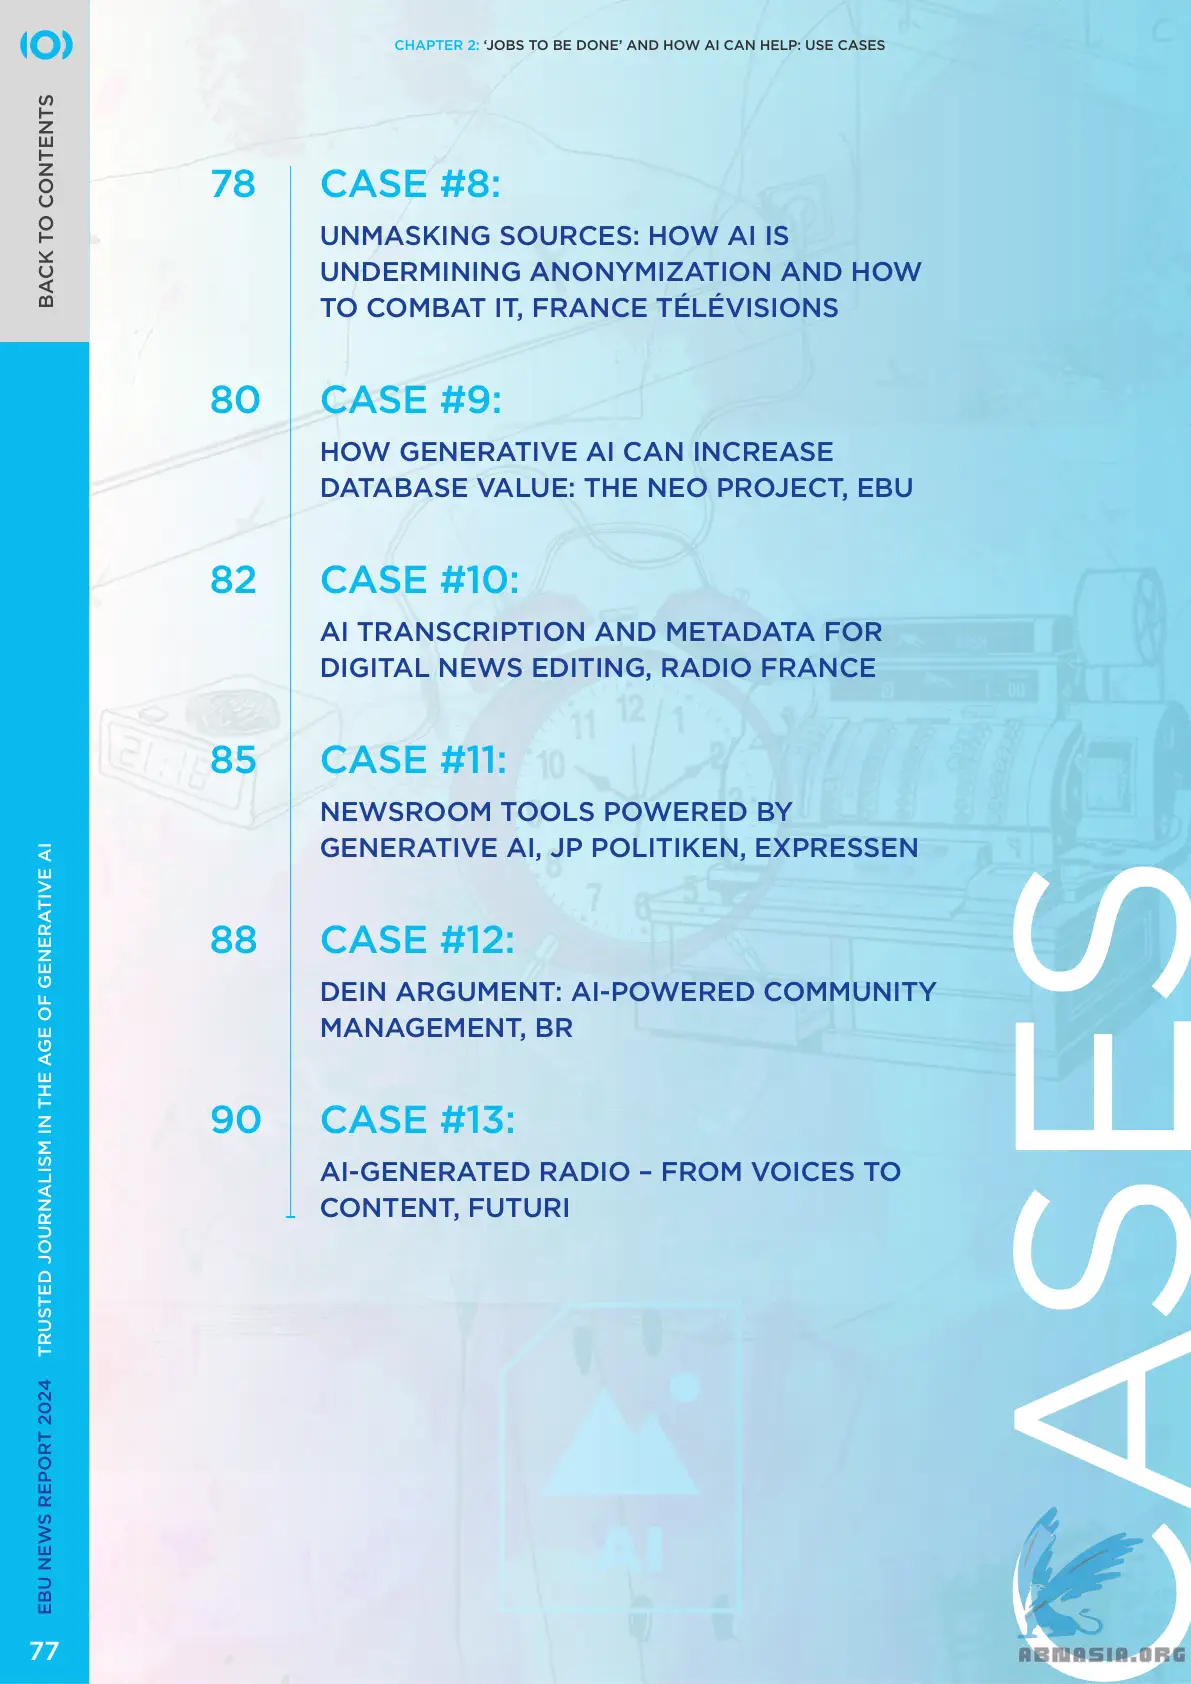 CHAPTER 2: ‘JOBS TO BE DONE’ AND HOW AI CAN HELP: USE CASES
BACK TO CONTENTS
78 CASE #8:
UNMASKING SOURCES: HOW AI IS
UNDERMINING ANONYMIZATION AND HOW
TO COMBAT IT, FRANCE TÉLÉVISIONS
80 CASE #9:
HOW GENERATIVE AI CAN INCREASE
DATABASE VALUE: THE NEO PROJECT, EBU
82 CASE #10:
AI TRANSCRIPTION AND METADATA FOR
DIGITAL NEWS EDITING, RADIO FRANCE
85 CASE #11:
NEWSROOM TOOLS POWERED BY
GENERATIVE AI, JP POLITIKEN, EXPRESSEN
88 CASE #12:
DEIN ARGUMENT: AI-POWERED COMMUNITY
MANAGEMENT, BR
90 CASE #13:
AI-GENERATED RADIO – FROM VOICES TO
CONTENT, FUTURI
CASES
AI
EBU NEWS REPORT 2024 TRUSTED JOURNALISM IN THE AGE OF GENERATIVE AI
77
ABMASIA.ORG